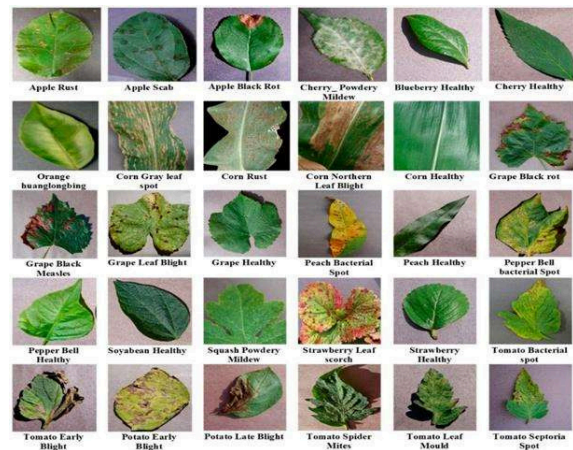 Apple Rust
Apple Scab
Apple Black Rot
Cherry_ Powdery
Mildew
Blueberry Healthy
Cherry Healthy
Orange
huanglongbing
Corn Gray leaf
spot
Corn Rust
Corn Northern
Leaf Blight
Corn Healthy
Grape Black rot
Grape Black
Measles
Grape Leaf Blight
Grape Healthy
Peach Bacterial
Spot
Peach Healthy
Pepper Bell
bacterial Spot
Pepper Bell
Healthy
Soyabean Healthy
Squash Powdery
Mildew
Strawberry Leaf
scorch
Strawberry
Healthy
Tomato Bacterial
spot
Tomato Early
Blight
Potato Early Blight
Potato Late Blight
Tomato Spider
Mites
Tomato Leaf
Mould
Tomato Septoria
Spot